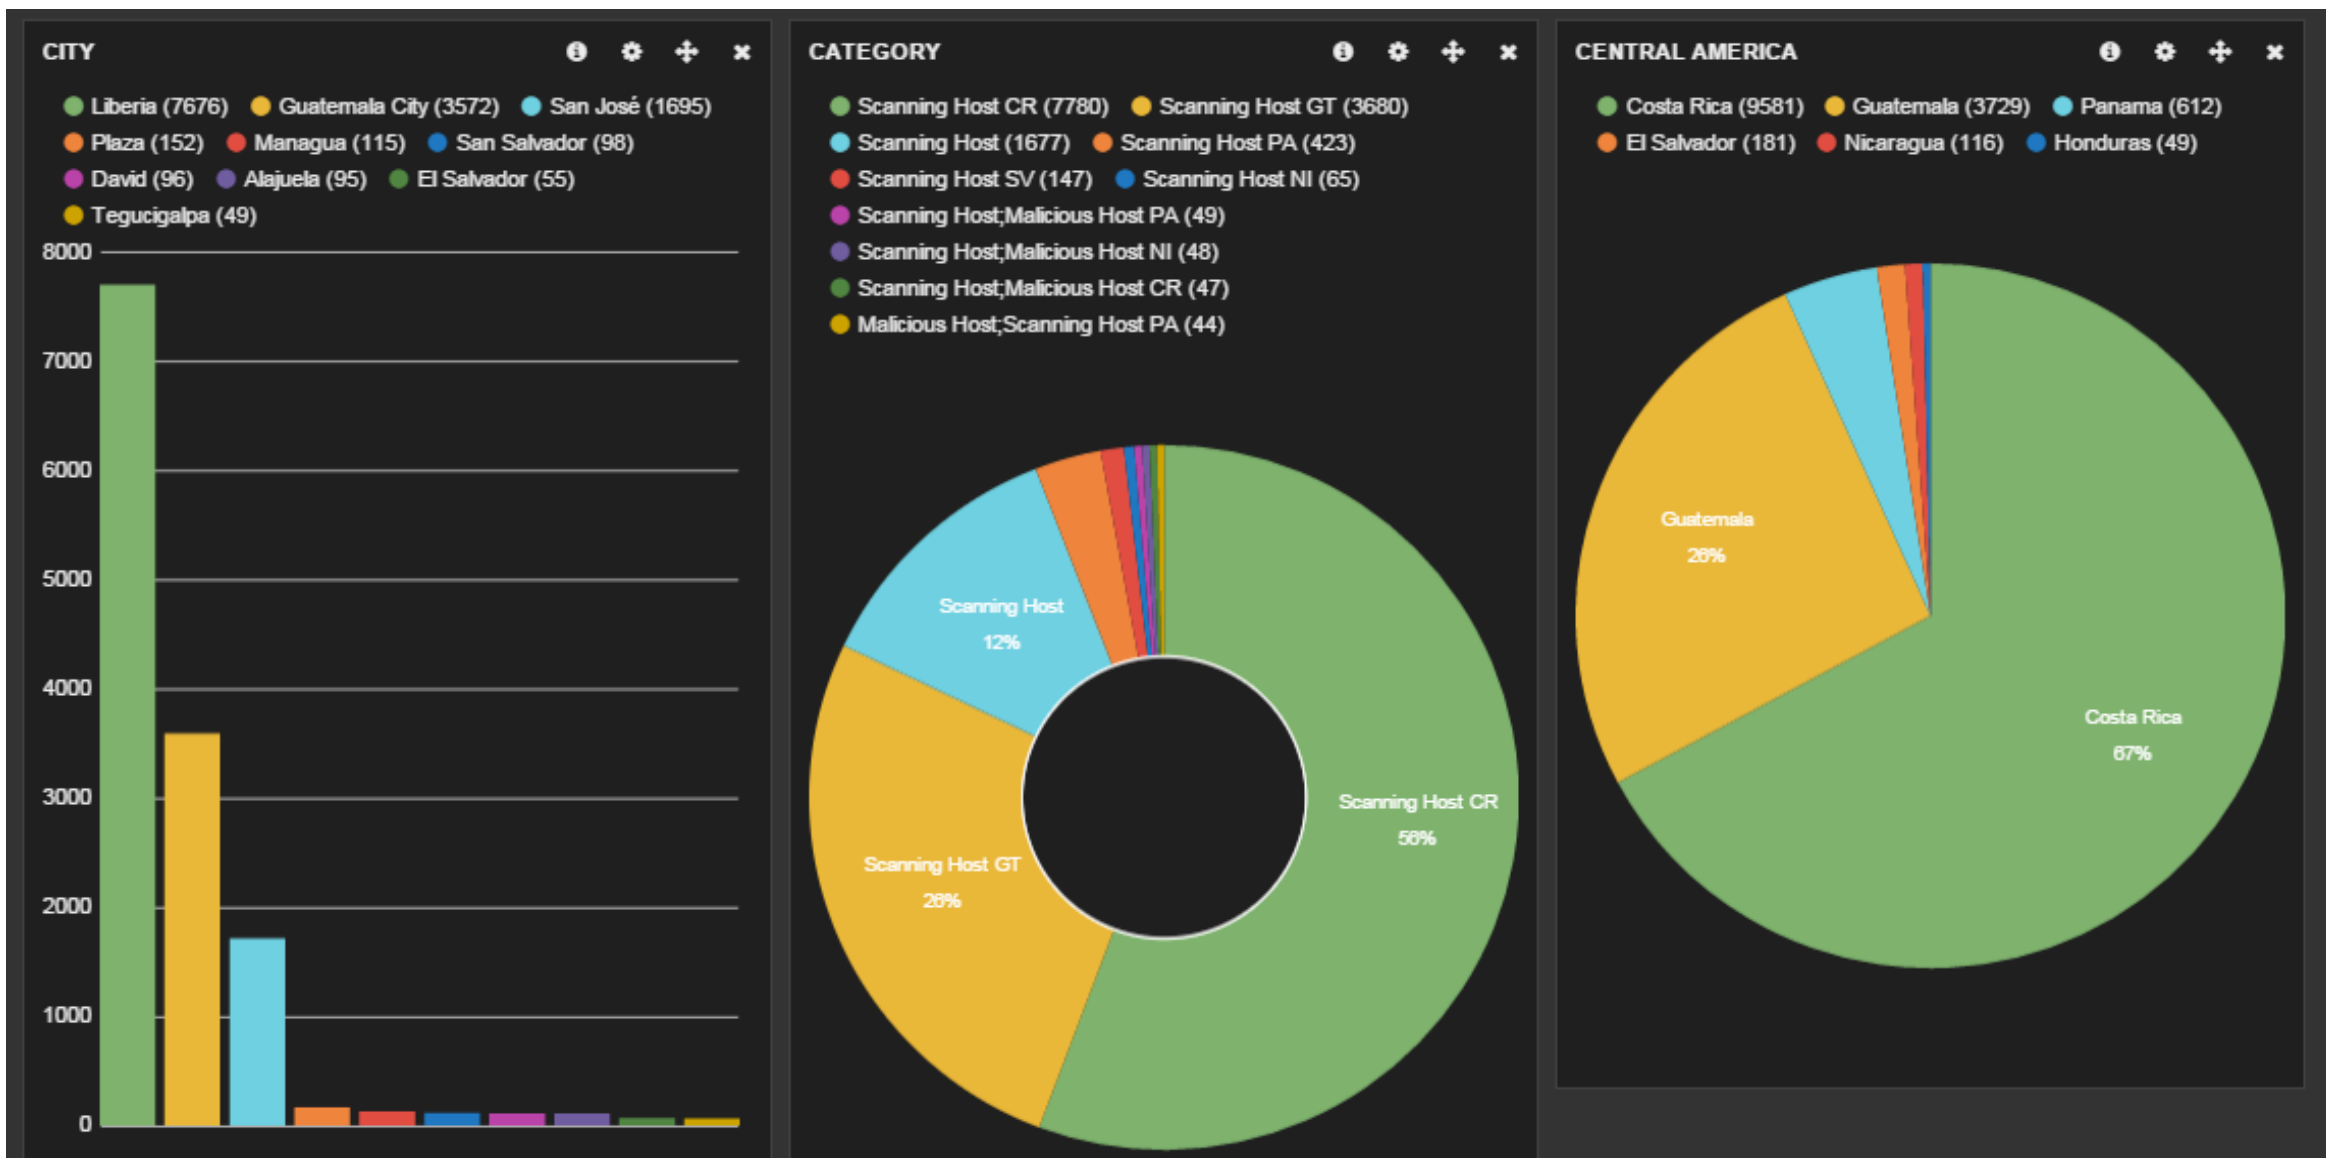 CITY
Liberia (7676) Guatemala City (3572) San José (1695)
Plaza (152) Managua (115) San Salvador (98)
David (96) Alajuela (95) El Salvador (55)
Tegucigalpa (49)
8000
7000
6000
5000
4000
3000
2000
1000
0
CATEGORY
Scanning Host CR (7780) Scanning Host GT (3680)
Scanning Host (1677) Scanning Host PA (423)
Scanning Host SV (147) Scanning Host NI (65)
Scanning Host;Malicious Host PA (49)
Scanning Host;Malicious Host NI (48)
Scanning Host;Malicious Host CR (47)
Malicious Host;Scanning Host PA (44)
Scanning Host
12%
Scanning Host CR
56%
Scanning Host GT
26%
CENTRAL AMERICA
Costa Rica (9581) Guatemala (3729) Panama (612)
El Salvador (181) Nicaragua (116) Honduras (49)
Guatemala
26%
Costa Rica
67%